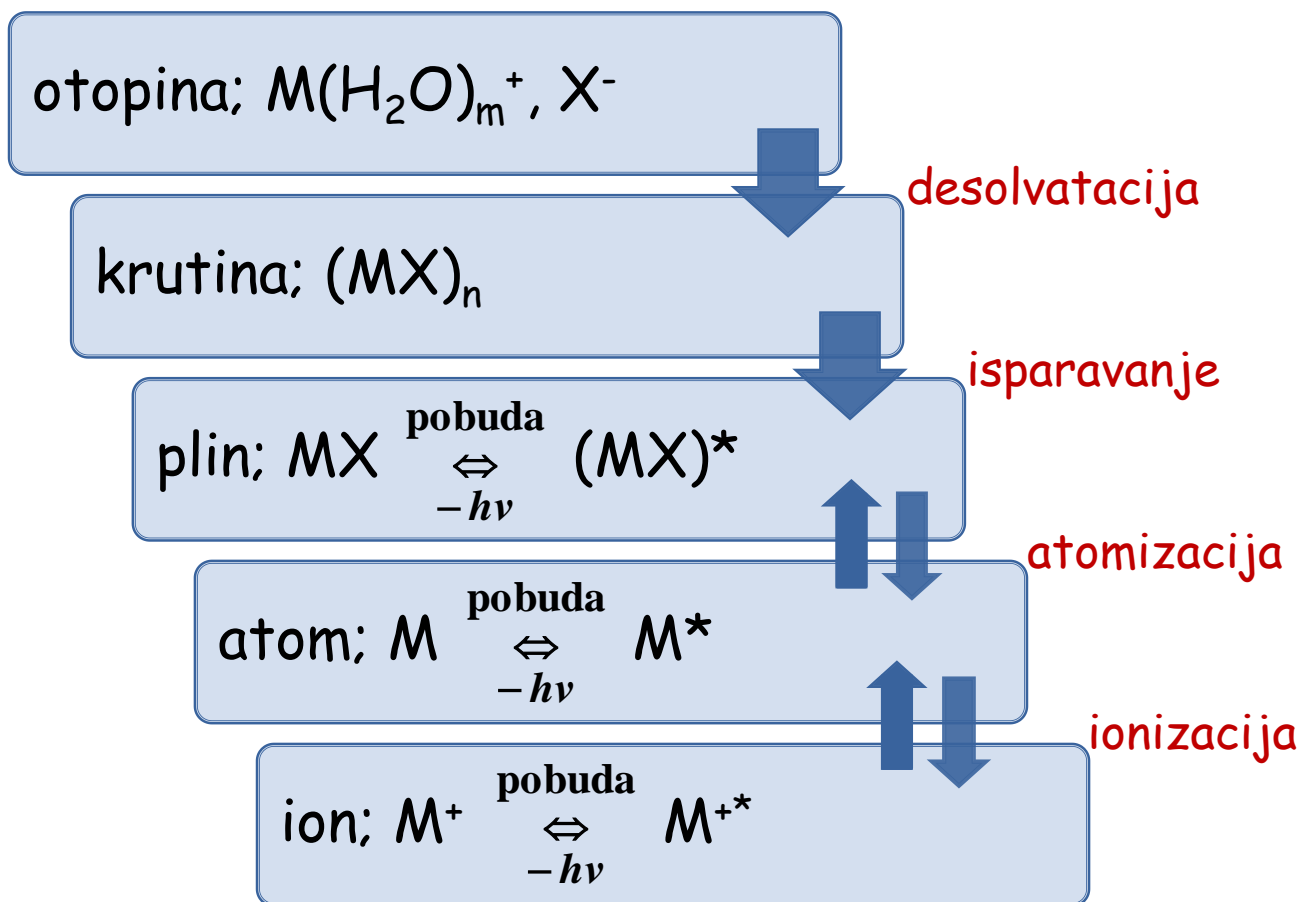 otopina; M(H₂O)ₘ⁺, X⁻
desolvatacija
krutina; (MX)ₙ
isparavanje
pobuda
plin; MX ⇔ (MX)*
−hν
atomizacija
pobuda
atom; M ⇔ M*
−hν
ionizacija
pobuda
ion; M⁺ ⇔ M⁺*
−hν